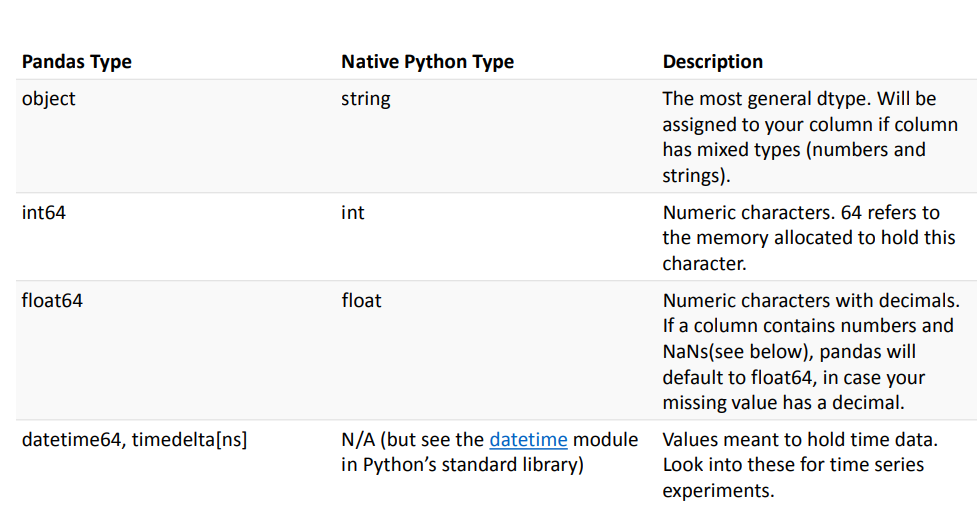 Pandas Type Native Python Type Description
object string The most general dtype. Will be
assigned to your column if column
has mixed types (numbers and
strings).
int64 int Numeric characters. 64 refers to
the memory allocated to hold this
character.
float64 float Numeric characters with decimals.
If a column contains numbers and
NaNs(see below), pandas will
default to float64, in case your
missing value has a decimal.
datetime64, timedelta[ns] N/A (but see the datetime module Values meant to hold time data.
in Python’s standard library) Look into these for time series
experiments.